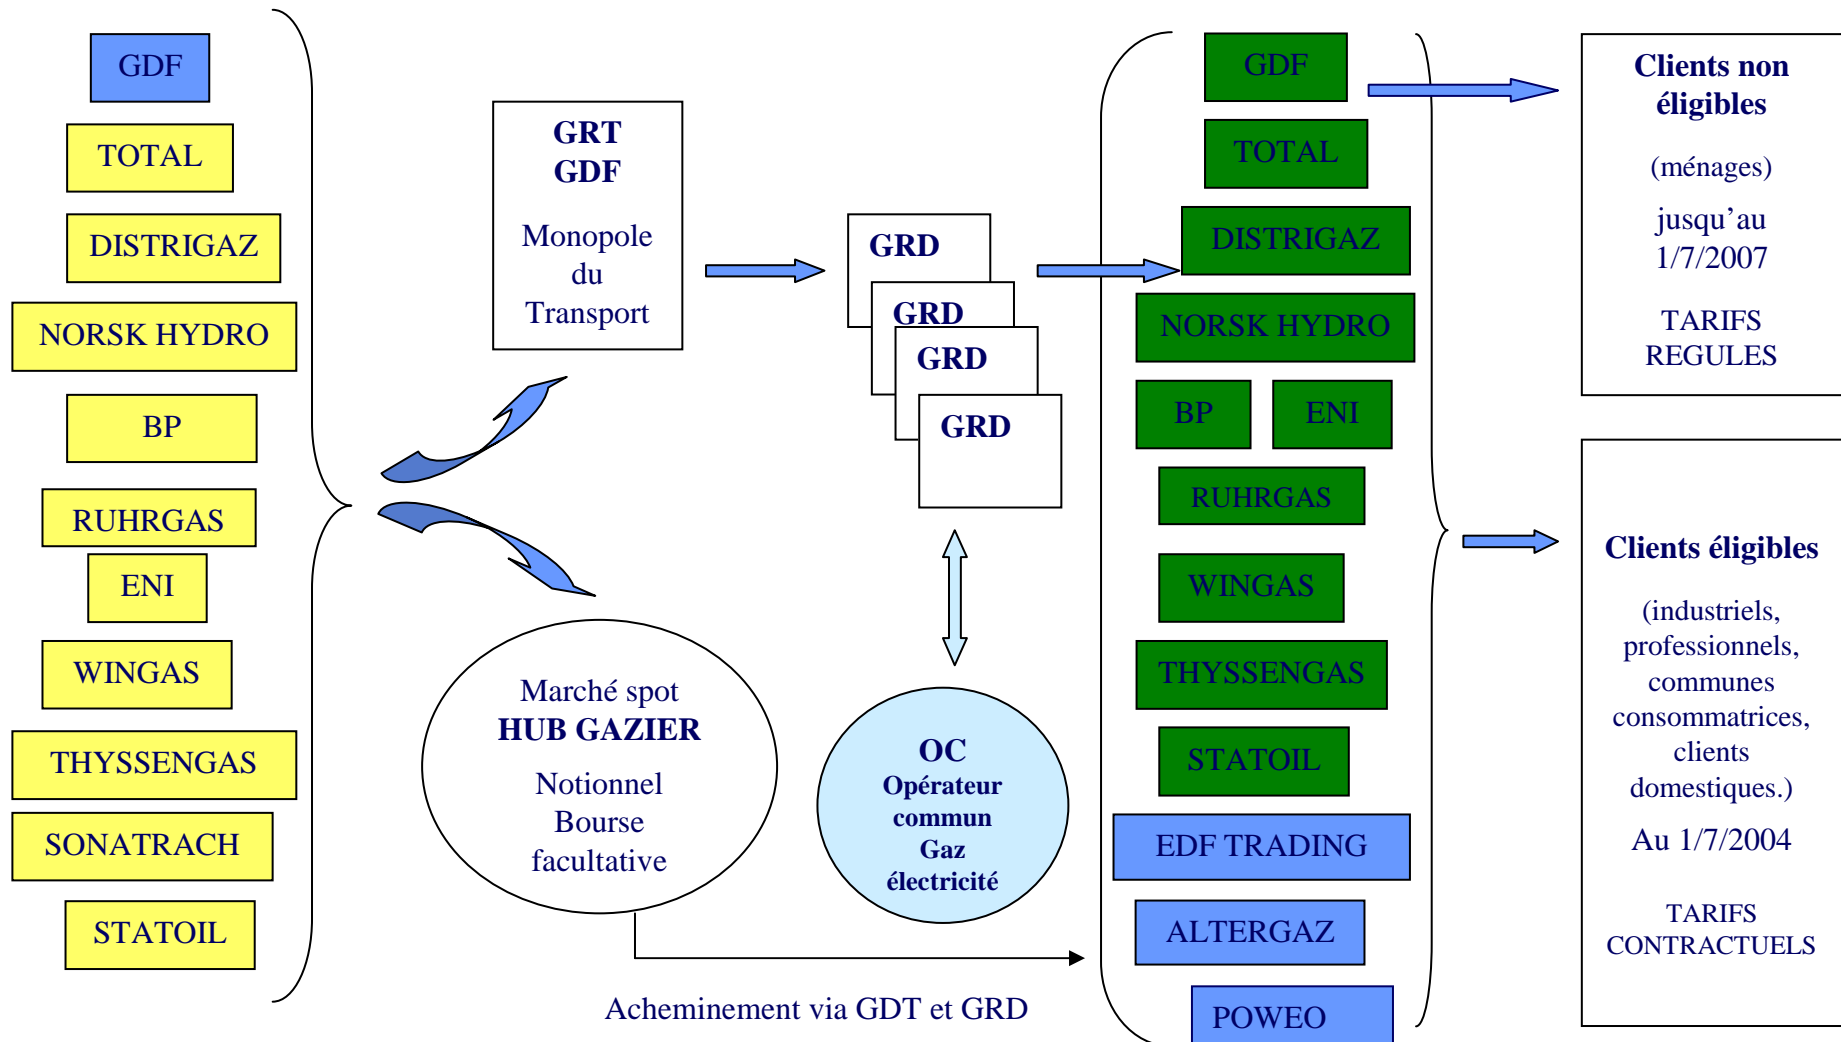 GDF
TOTAL
DISTRIGAZ
NORSK HYDRO
BP
RUHRGAS
ENI
WINGAS
THYSSENGAS
SONATRACH
STATOIL
GRT
GDF
Monopole
du
Transport
GRD
GRD
GRD
GRD
Marché spot
HUB GAZIER
Notionnel
Bourse
facultative
OC
Opérateur
commun
Gaz
électricité
Acheminement via GDT et GRD
GDF
TOTAL
DISTRIGAZ
NORSK HYDRO
BP
ENI
RUHRGAS
WINGAS
THYSSENGAS
STATOIL
EDF TRADING
ALTERGAZ
POWEO
Clients non
éligibles
(ménages)
jusqu’au
1/7/2007
TARIFS
REGULES
Clients éligibles
(industriels,
professionnels,
communes
consommatrices,
clients
domestiques.)
Au 1/7/2004
TARIFS
CONTRACTUELS